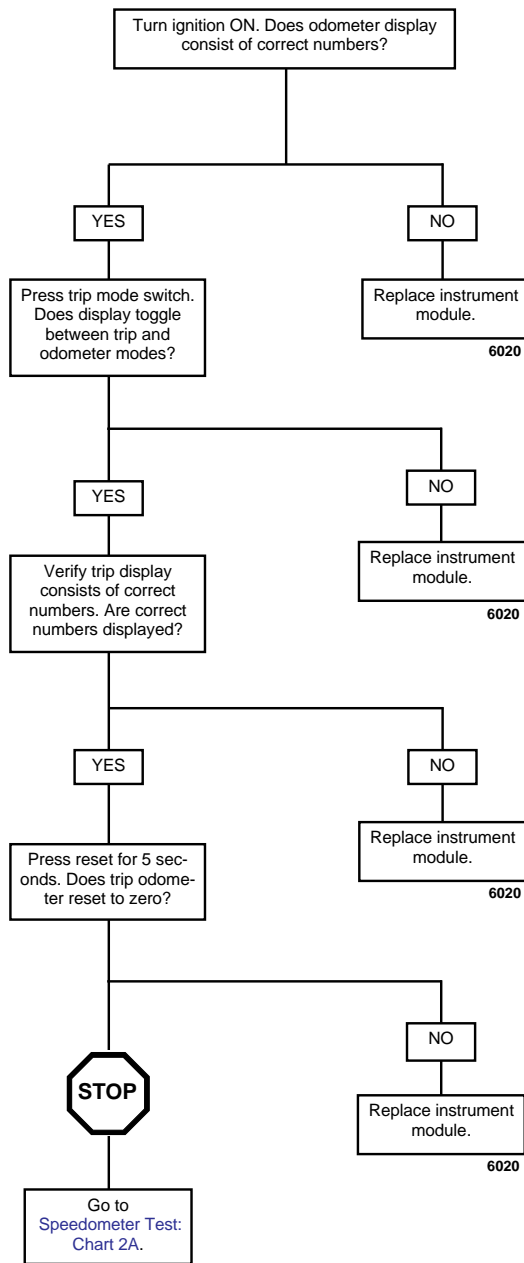 Turn ignition ON. Does odometer display
consist of correct numbers?
YES
NO
Press trip mode switch.
Does display toggle
between trip and
odometer modes?
Replace instrument
module.
6020
YES
NO
Verify trip display
consists of correct
numbers. Are correct
numbers displayed?
Replace instrument
module.
6020
YES
NO
Press reset for 5 sec-
onds. Does trip odome-
ter reset to zero?
Replace instrument
module.
6020
STOP
NO
Replace instrument
module.
6020
Go to
Speedometer Test:
Chart 2A.